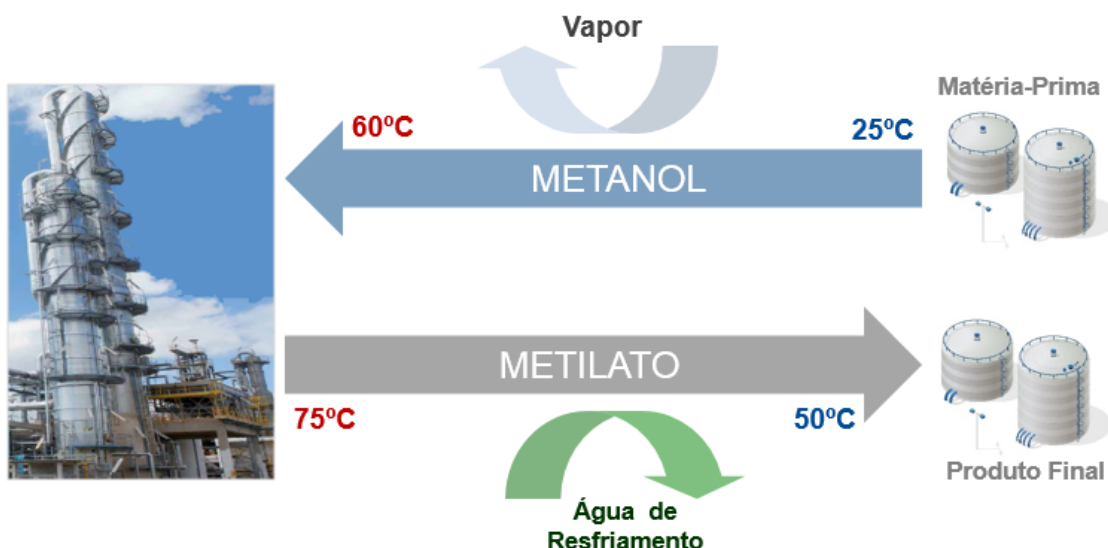 Vapor
Matéria-Prima
60ºC
25ºC
METANOL
METILATO
75ºC
50ºC
Produto Final
Água de
Resfriamento